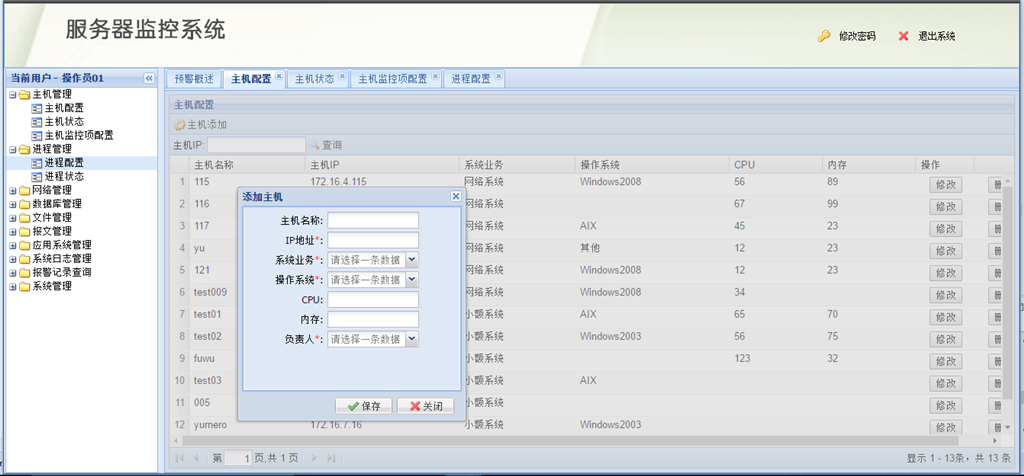 服务器监控系统
修改密码 退出系统
当前用户 - 操作员01
主机管理
主机配置
主机状态
主机监控项配置
进程管理
进程配置
进程状态
网络管理
数据库管理
文件管理
报文管理
应用系统管理
系统日志管理
报警记录查询
系统管理
预警概述 主机配置 主机状态 主机监控项配置 进程配置
主机配置
主机添加
主机IP: 查询
主机名称 主机IP 系统业务 操作系统 CPU 内存 操作
1 115 172.16.4.115 网络系统 Windows2008 56 89 修改
2 116 网络系统 67 99 修改
3 117 网络系统 AIX 45 23 修改
4 yu 网络系统 其他 12 23 修改
5 121 网络系统 Windows2008 12 23 修改
6 test009 网络系统 Windows2008 34 修改
7 test01 小额系统 AIX 65 70 修改
8 test02 小额系统 Windows2003 56 75 修改
9 fuwu 小额系统 123 32 修改
10 test03 小额系统 AIX 修改
11 005 小额系统 修改
12 yumero 172.16.7.16 小额系统 Windows2003 修改
添加主机
主机名称:
IP地址*:
系统业务*: 请选择一条数据
操作系统*: 请选择一条数据
CPU:
内存:
负责人*: 请选择一条数据
保存 关闭
第 1 页,共 1 页
显示 1 - 13条，共 13 条